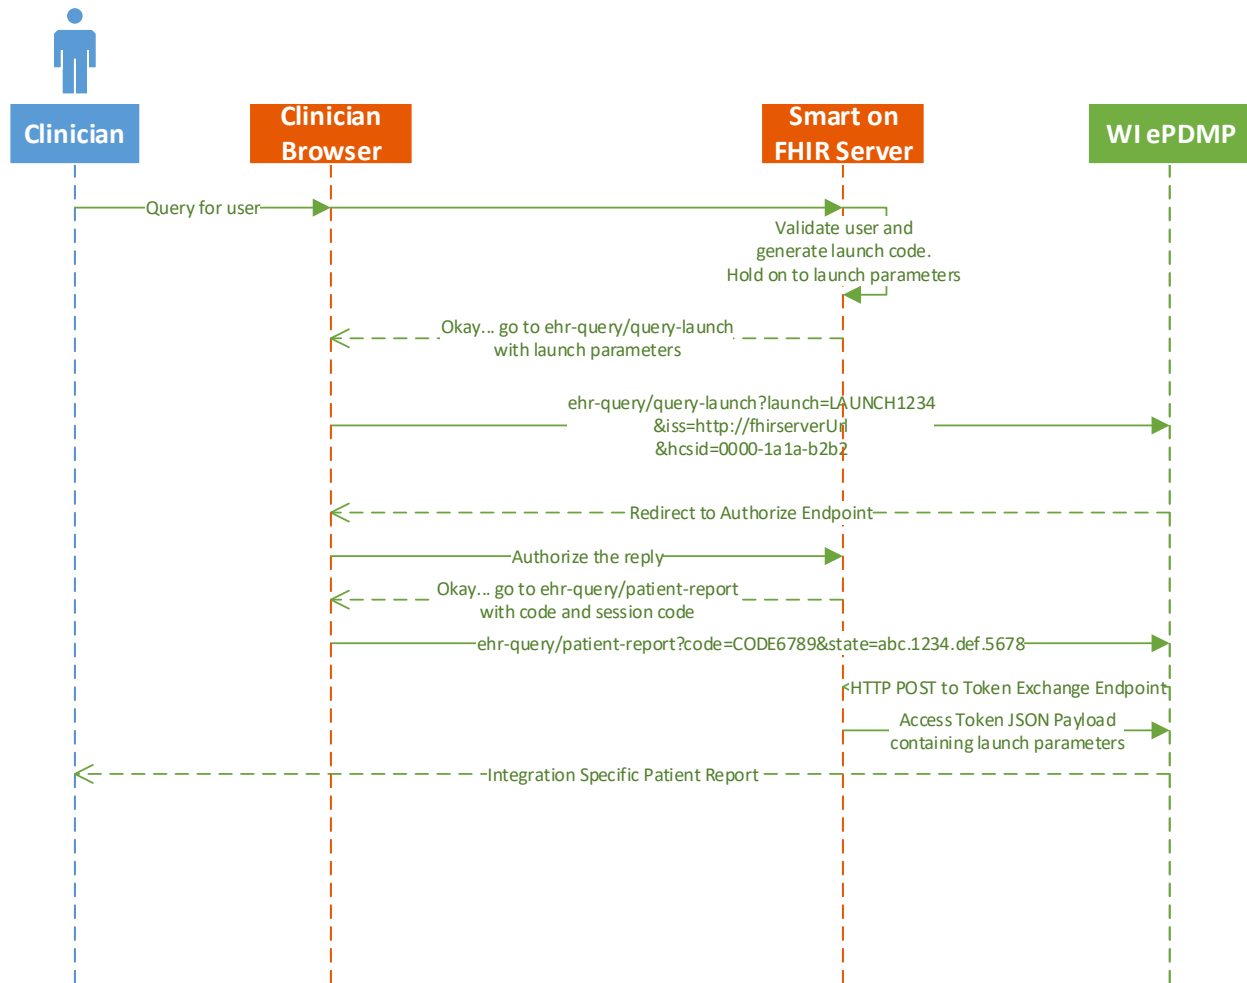 Clinician
Clinician
Browser
Smart on
FHIR Server
WI ePDMP
Query for user
Validate user and
generate launch code.
Hold on to launch parameters
Okay... go to ehr-query/query-launch
with launch parameters
ehr-query/query-launch?launch=LAUNCH1234
&iss=http://fhirserverUrl
&hcsid=0000-1a1a-b2b2
Redirect to Authorize Endpoint
Authorize the reply
Okay... go to ehr-query/patient-report
with code and session code
ehr-query/patient-report?code=CODE6789&state=abc.1234.def.5678
HTTP POST to Token Exchange Endpoint
Access Token JSON Payload
containing launch parameters
Integration Specific Patient Report